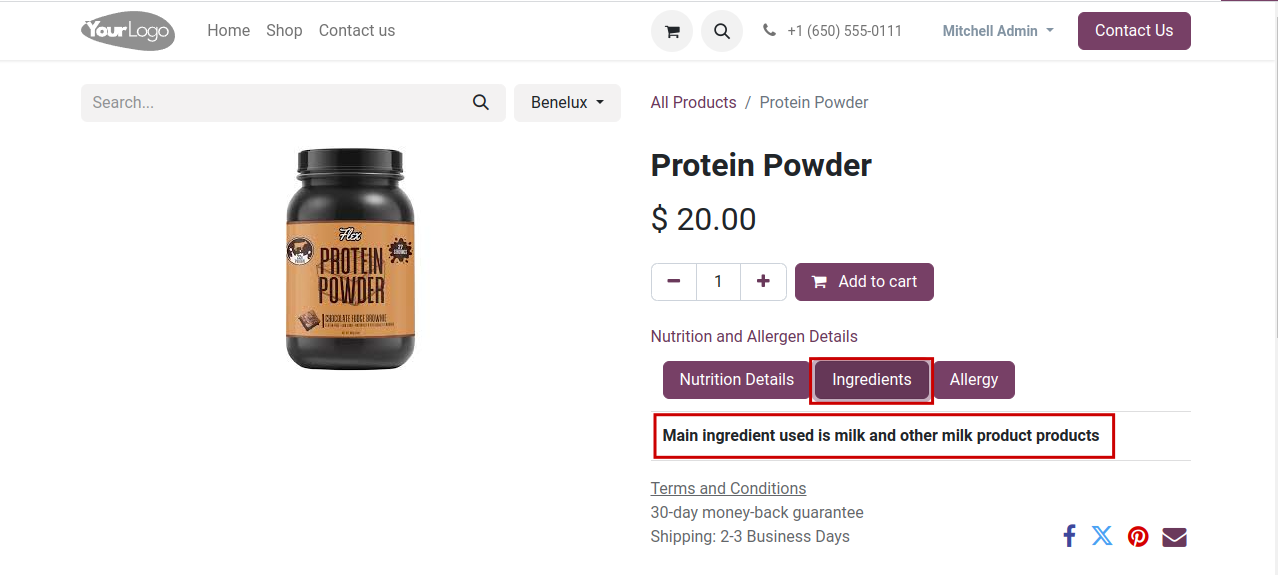 YourLogo
Home Shop Contact us
+1 (650) 555-0111
Mitchell Admin
Contact Us
Search...
Benelux
All Products / Protein Powder
Flex
PROTEIN
POWDER
CHOCOLATE FUDGE BROWNIE
Protein Powder
$ 20.00
1
Add to cart
Nutrition and Allergen Details
Nutrition Details Ingredients Allergy
Main ingredient used is milk and other milk product products
Terms and Conditions
30-day money-back guarantee
Shipping: 2-3 Business Days